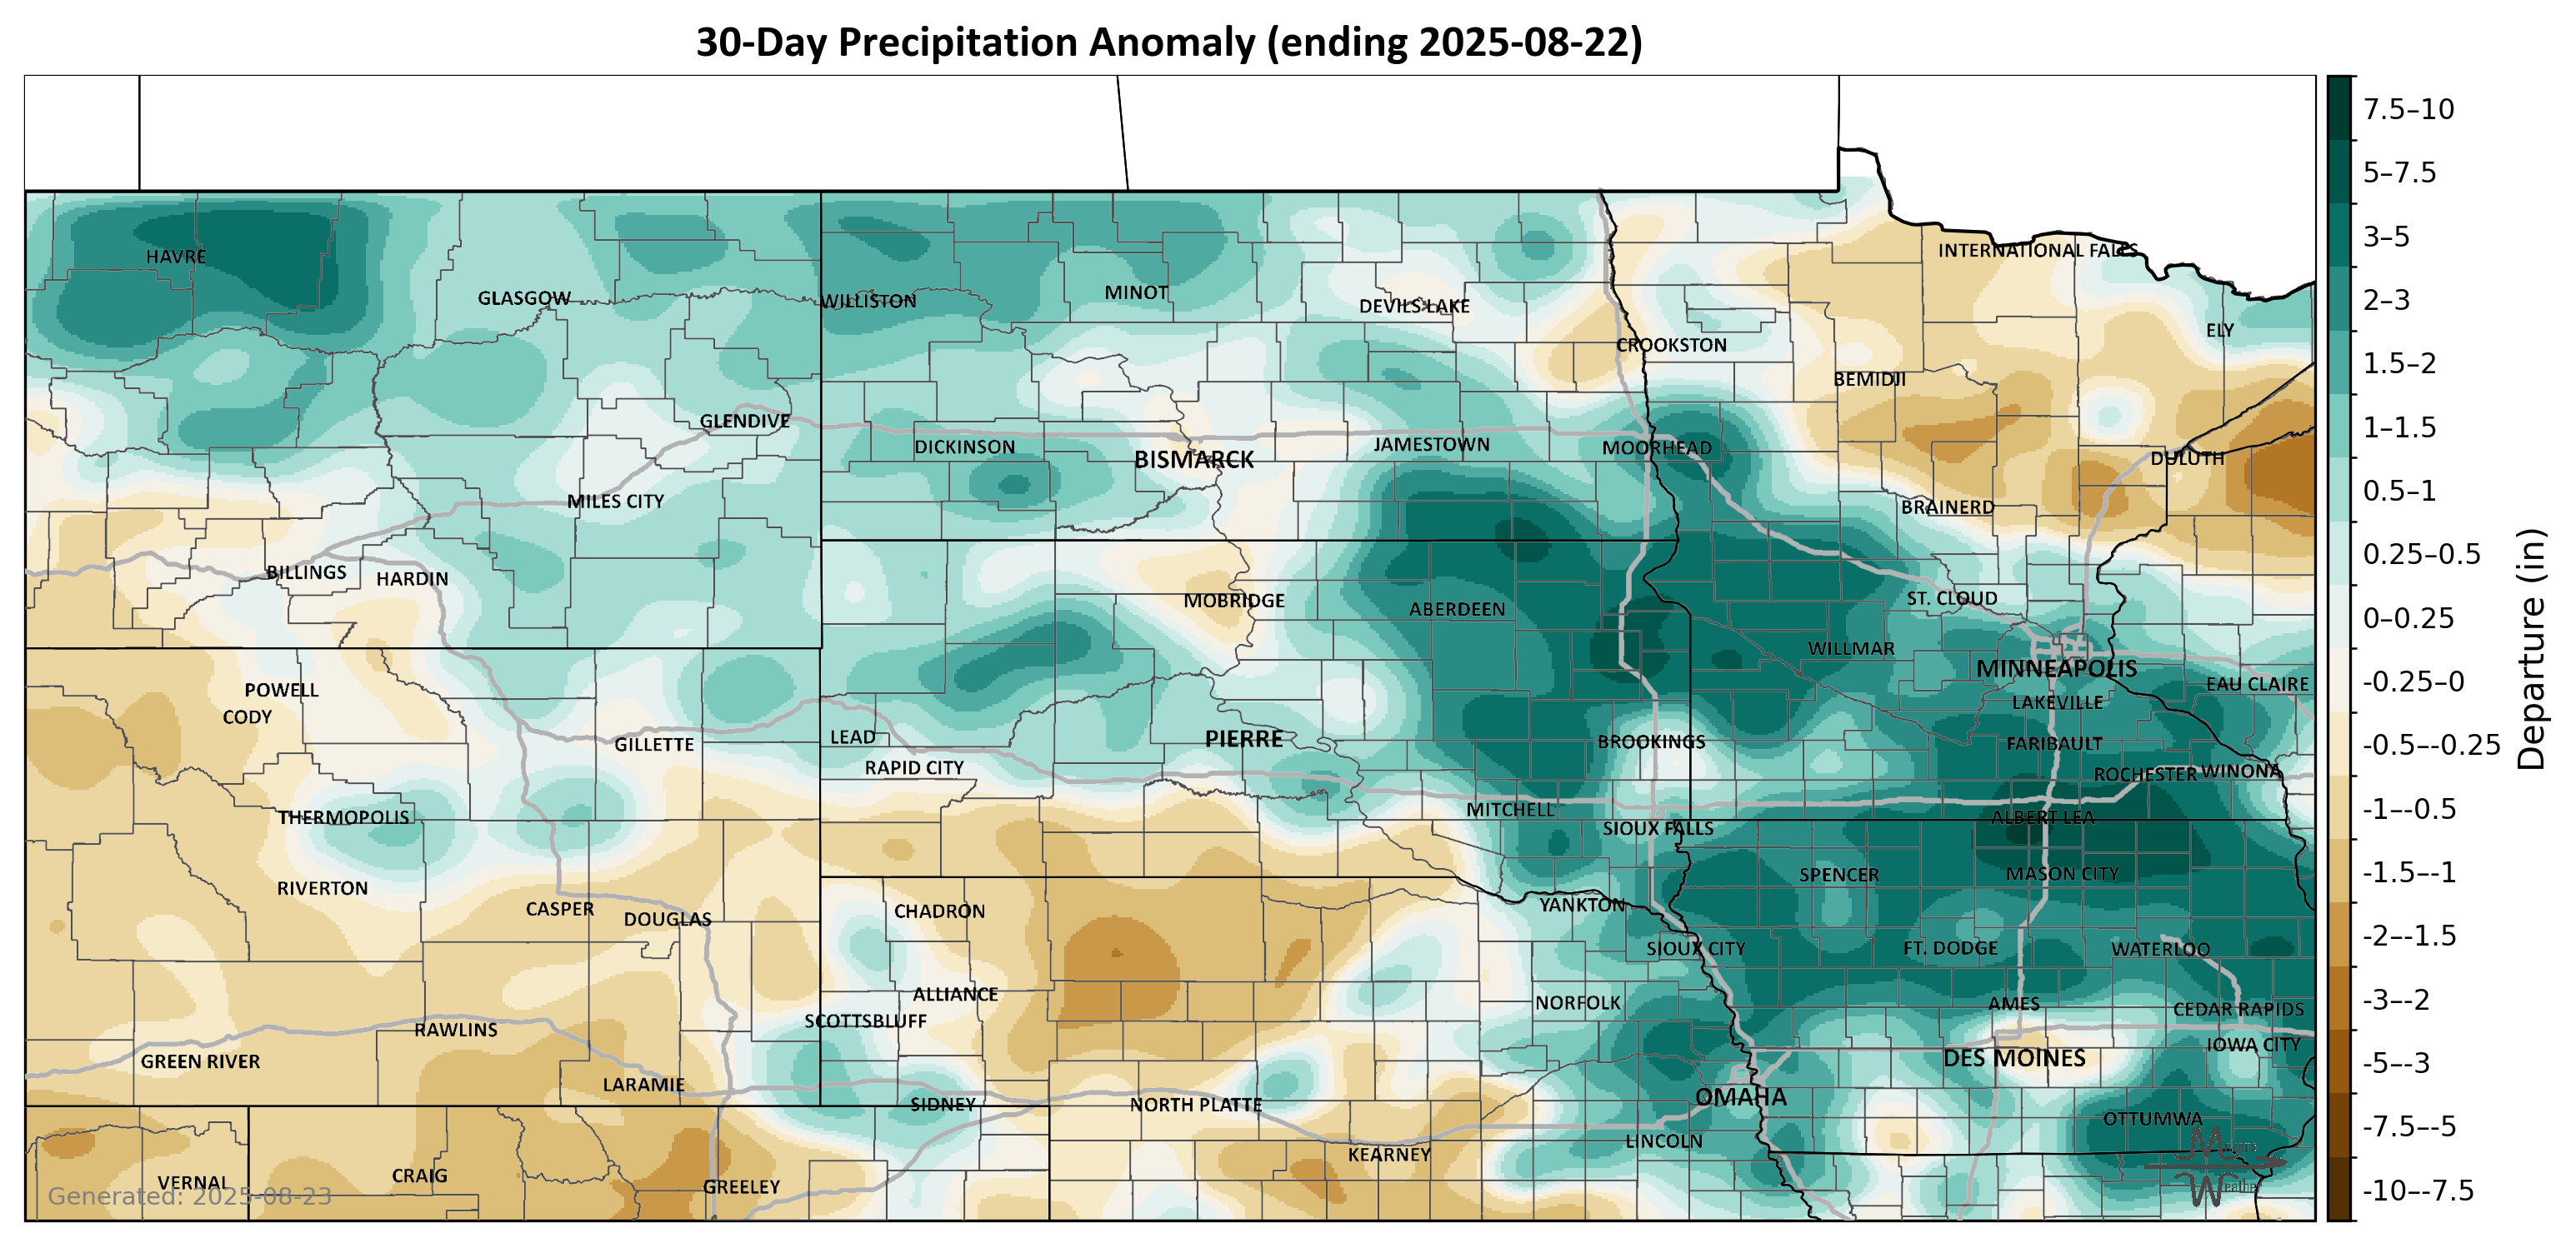 30-Day Precipitation Anomaly (ending 2025-08-22)
7.5–10
5–7.5
3–5
2–3
1.5–2
1–1.5
0.5–1
0.25–0.5
0–0.25
-0.25–0
-0.5–-0.25
-1–-0.5
-1.5–-1
-2–-1.5
-3–-2
-5–-3
-7.5–-5
-10–-7.5
Departure (in)
INTERNATIONAL FALLS
HAVRE
GLASGOW
WILLISTON
MINOT
DEVILS LAKE
ELY
CROOKSTON
BEMIDJI
GLENDIVE
DICKINSON
BISMARCK
JAMESTOWN
MOORHEAD
DULUTH
MILES CITY
BRAINERD
BILLINGS
HARDIN
MOBRIDGE
ABERDEEN
ST. CLOUD
WILLMAR
MINNEAPOLIS
EAU CLAIRE
POWELL
CODY
LAKEVILLE
GILLETTE
LEAD
PIERRE
BROOKINGS
FARIBAULT
RAPID CITY
ROCHESTER
WINONA
THERMOPOLIS
MITCHELL
SIOUX FALLS
ALBERT LEA
RIVERTON
SPENCER
MASON CITY
CASPER
DOUGLAS
CHADRON
YANKTON
SIOUX CITY
FT. DODGE
WATERLOO
ALLIANCE
NORFOLK
AMES
CEDAR RAPIDS
SCOTTSBLUFF
RAWLINS
GREEN RIVER
DES MOINES
IOWA CITY
LARAMIE
SIDNEY
NORTH PLATTE
OMAHA
OTTUMWA
LINCOLN
KEARNEY
VERNAL
CRAIG
GREELEY
Generated: 2025-08-23